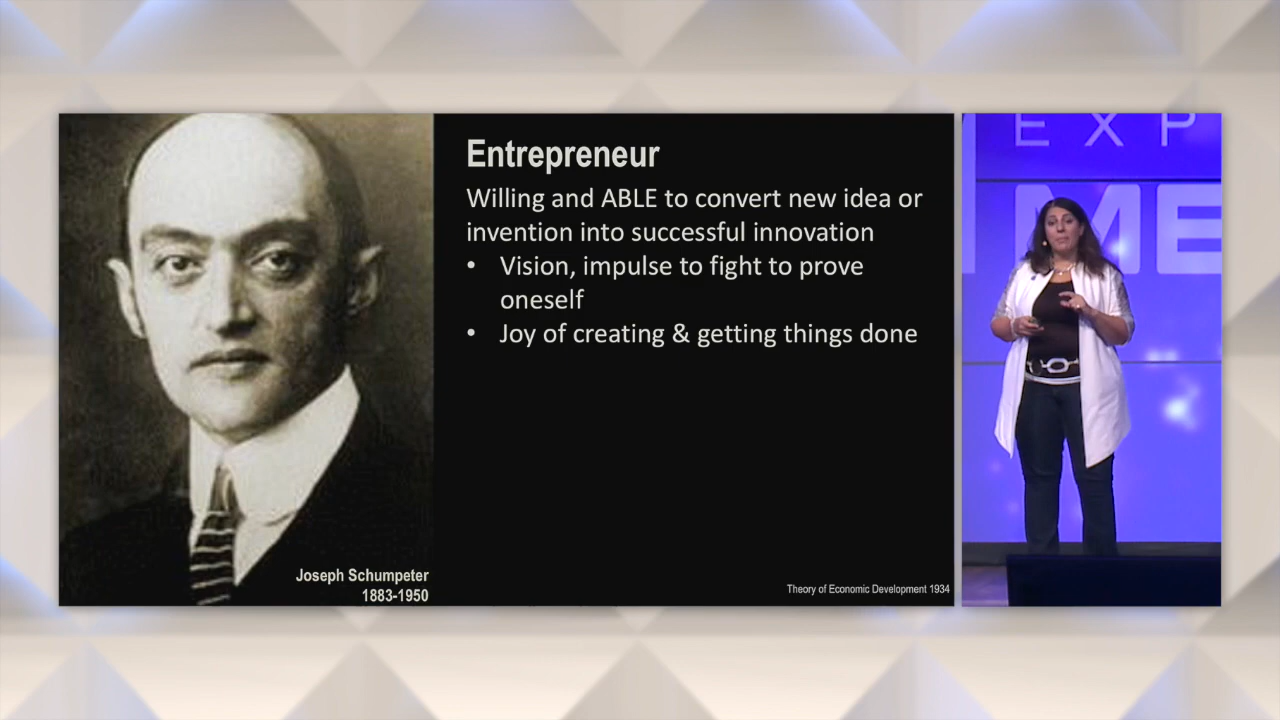 Entrepreneur
Willing and ABLE to convert new idea or
invention into successful innovation
• Vision, impulse to fight to prove
oneself
• Joy of creating & getting things done
Joseph Schumpeter
1883-1950
Theory of Economic Development 1934
EXP
ME